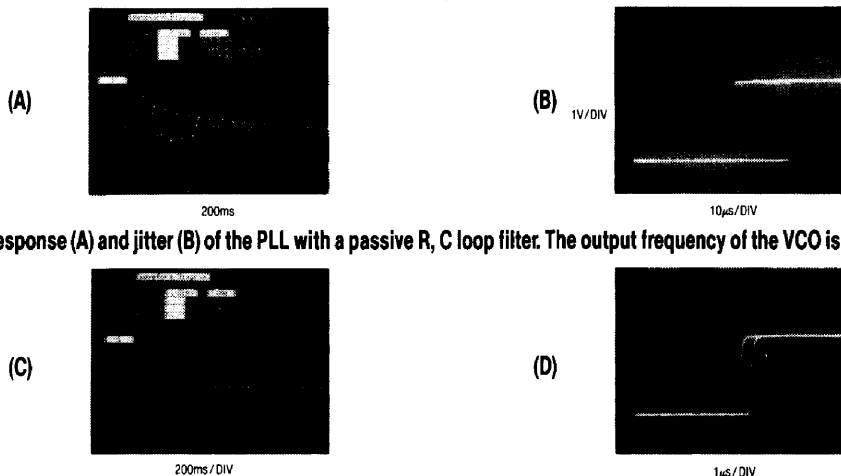 (A)
200ms
(B)
1V/DIV
10µs/DIV
esponse (A) and jitter (B) of the PLL with a passive R, C loop filter. The output frequency of the VCO is
(C)
200ms/DIV
(D)
1µs/DIV